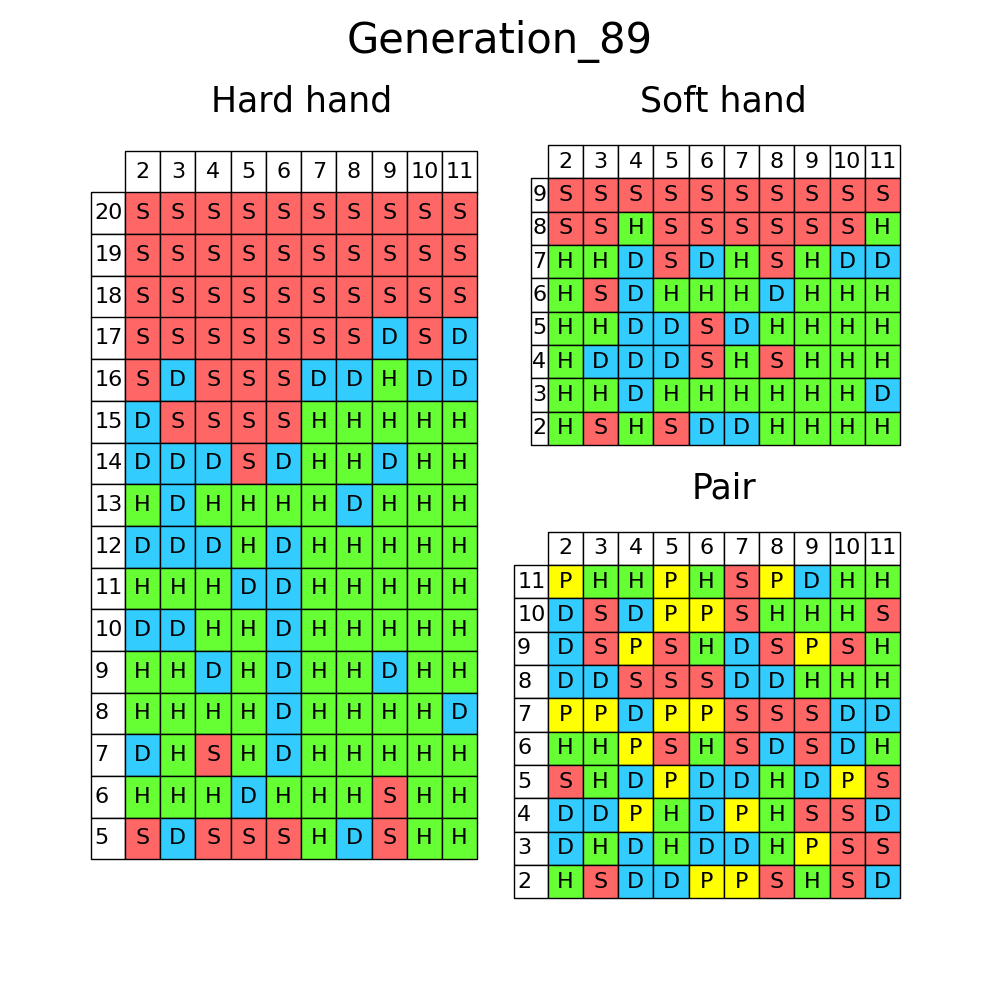 Generation_89
Hard hand
2 3 4 5 6 7 8 9 10 11
20 S S S S S S S S S S
19 S S S S S S S S S S
18 S S S S S S S S S S
17 S S S S S S S D S D
16 S D S S S D D H D D
15 D S S S S H H H H H
14 D D D S D H H D H H
13 H D H H H H D H H H
12 D D D H D H H H H H
11 H H H D D H H H H H
10 D D H H D H H H H H
9 H H D H D H H D H H
8 H H H H D H H H H D
7 D H S H D H H H H H
6 H H H D H H H S H H
5 S D S S S H D S H H
Soft hand
2 3 4 5 6 7 8 9 10 11
9 S S S S S S S S S S
8 S S H S S S S S S H
7 H H D S D H S H D D
6 H S D H H H D H H H
5 H H D D S D H H H H
4 H D D D S H S H H H
3 H H D H H H H H H D
2 H S H S D D H H H H
Pair
2 3 4 5 6 7 8 9 10 11
11 P H H P H S P D H H
10 D S D P P S H H H S
9 D S P S H D S P S H
8 D D S S S D D H H H
7 P P D P P S S S D D
6 H H P S H S D S D H
5 S H D P D D H D P S
4 D D P H D P H S S D
3 D H D H D D H P S S
2 H S D D P P S H S D